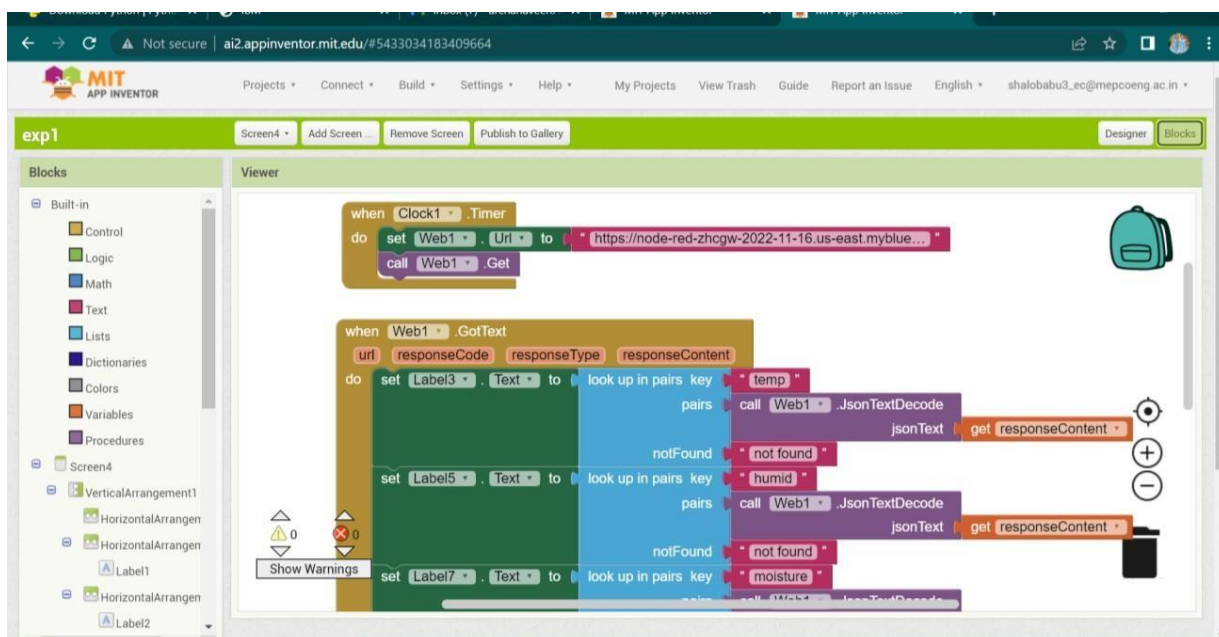 Not secure | ai2.appinventor.mit.edu/#5433034183409664
MIT APP INVENTOR
Projects Connect Build Settings Help My Projects View Trash Guide Report an Issue English shalobabu3_ec@mepcoeng.ac.in
exp1 Screen4 Add Screen ... Remove Screen Publish to Gallery Designer Blocks
Blocks Viewer
Built-in
Control
Logic
Math
Text
Lists
Dictionaries
Colors
Variables
Procedures
Screen4
VerticalArrangement1
HorizontalArrangen
HorizontalArrangen
Label1
HorizontalArrangen
Label2
when Clock1 .Timer
do set Web1 . Url to " https://node-red-zhcgw-2022-11-16.us-east.myblue... "
call Web1 .Get
when Web1 .GotText
url responseCode responseType responseContent
do set Label3 . Text to look up in pairs key " temp "
pairs call Web1 .JsonTextDecode
jsonText get responseContent
notFound " not found "
set Label5 . Text to look up in pairs key " humid "
pairs call Web1 .JsonTextDecode
jsonText get responseContent
notFound " not found "
set Label7 . Text to look up in pairs key " moisture "
0 0
Show Warnings